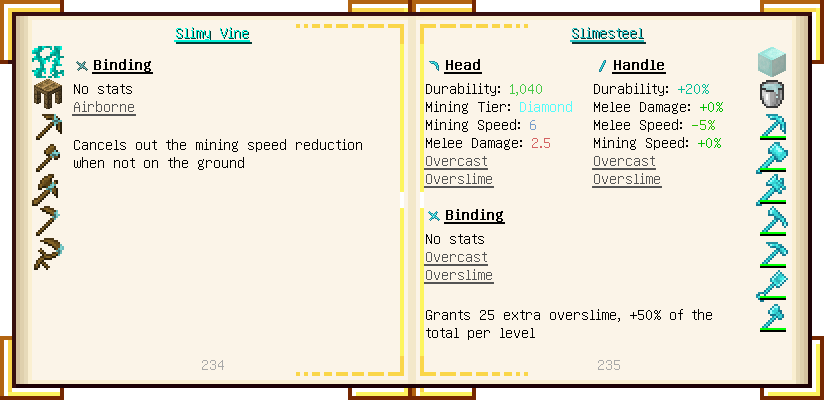 Slimy Vine
Binding
No stats
Airborne
Cancels out the mining speed reduction
when not on the ground
234
Slimesteel
Head
Durability: 1,040
Mining Tier: Diamond
Mining Speed: 6
Melee Damage: 2.5
Overcast
Overslime
Handle
Durability: +20%
Melee Damage: +0%
Melee Speed: -5%
Mining Speed: +0%
Overcast
Overslime
Binding
No stats
Overcast
Overslime
Grants 25 extra overslime, +50% of the
total per level
235